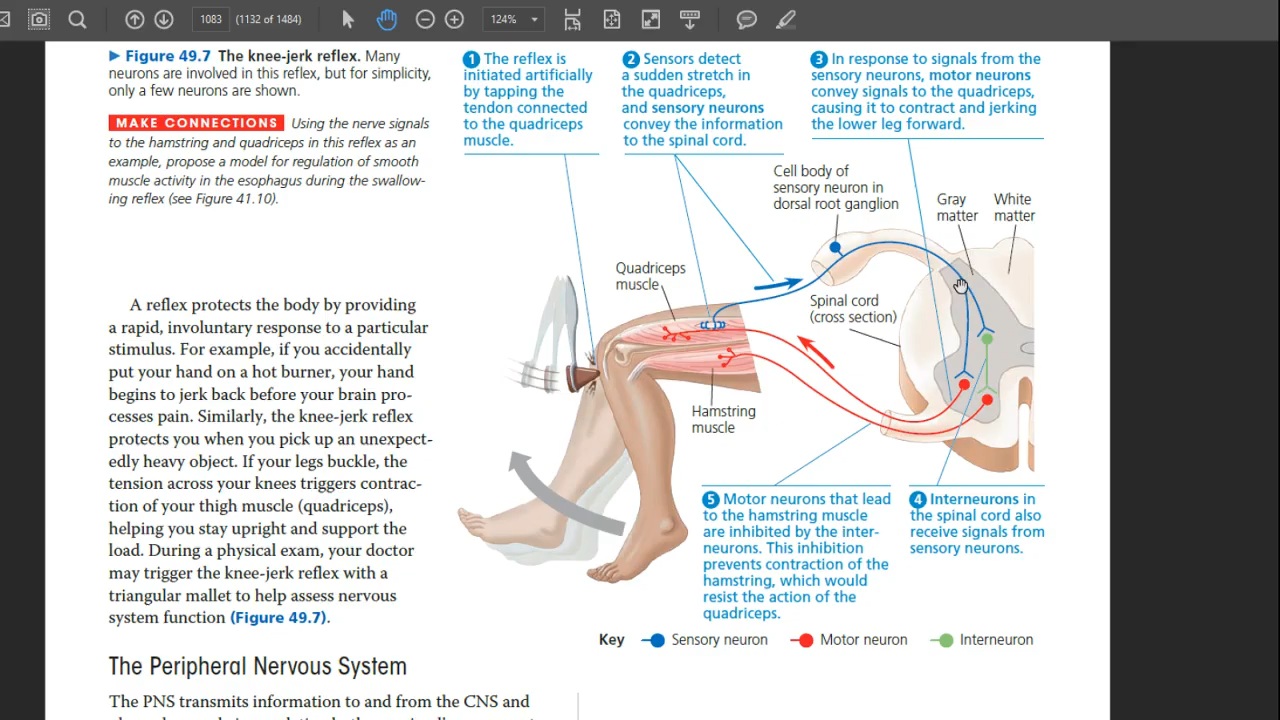 1083
(1132 of 1484)
124%
▶ Figure 49.7 The knee-jerk reflex. Many
neurons are involved in this reflex, but for simplicity,
only a few neurons are shown.
MAKE CONNECTIONS Using the nerve signals
to the hamstring and quadriceps in this reflex as an
example, propose a model for regulation of smooth
muscle activity in the esophagus during the swallow-
ing reflex (see Figure 41.10).
A reflex protects the body by providing
a rapid, involuntary response to a particular
stimulus. For example, if you accidentally
put your hand on a hot burner, your hand
begins to jerk back before your brain pro-
cesses pain. Similarly, the knee-jerk reflex
protects you when you pick up an unexpect-
edly heavy object. If your legs buckle, the
tension across your knees triggers contrac-
tion of your thigh muscle (quadriceps),
helping you stay upright and support the
load. During a physical exam, your doctor
may trigger the knee-jerk reflex with a
triangular mallet to help assess nervous
system function (Figure 49.7).
The Peripheral Nervous System
The PNS transmits information to and from the CNS and
1 The reflex is
initiated artificially
by tapping the
tendon connected
to the quadriceps
muscle.
2 Sensors detect
a sudden stretch in
the quadriceps,
and sensory neurons
convey the information
to the spinal cord.
3 In response to signals from the
sensory neurons, motor neurons
convey signals to the quadriceps,
causing it to contract and jerking
the lower leg forward.
Cell body of
sensory neuron in
dorsal root ganglion
Gray
matter
White
matter
Quadriceps
muscle
Spinal cord
(cross section)
Hamstring
muscle
5 Motor neurons that lead
to the hamstring muscle
are inhibited by the inter-
neurons. This inhibition
prevents contraction of the
hamstring, which would
resist the action of the
quadriceps.
4 Interneurons in
the spinal cord also
receive signals from
sensory neurons.
Key Sensory neuron Motor neuron Interneuron